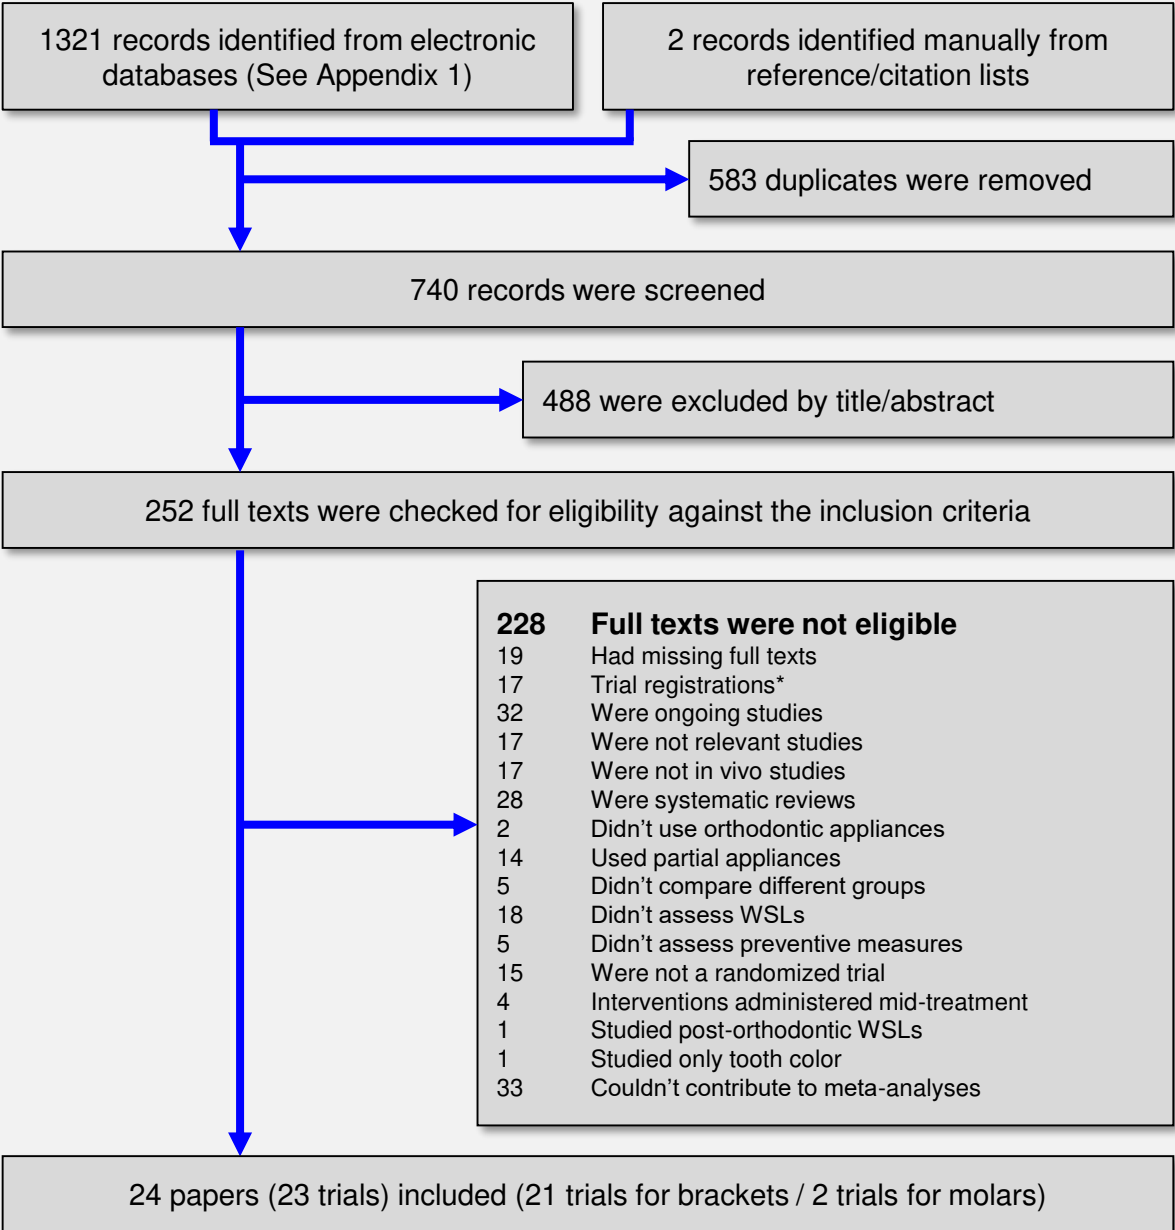 1321 records identified from electronic
databases (See Appendix 1)
2 records identified manually from
reference/citation lists
583 duplicates were removed
740 records were screened
488 were excluded by title/abstract
252 full texts were checked for eligibility against the inclusion criteria
228 Full texts were not eligible
19 Had missing full texts
17 Trial registrations*
32 Were ongoing studies
17 Were not relevant studies
17 Were not in vivo studies
28 Were systematic reviews
2 Didn’t use orthodontic appliances
14 Used partial appliances
5 Didn’t compare different groups
18 Didn’t assess WSLs
5 Didn’t assess preventive measures
15 Were not a randomized trial
4 Interventions administered mid-treatment
1 Studied post-orthodontic WSLs
1 Studied only tooth color
33 Couldn’t contribute to meta-analyses
24 papers (23 trials) included (21 trials for brackets / 2 trials for molars)